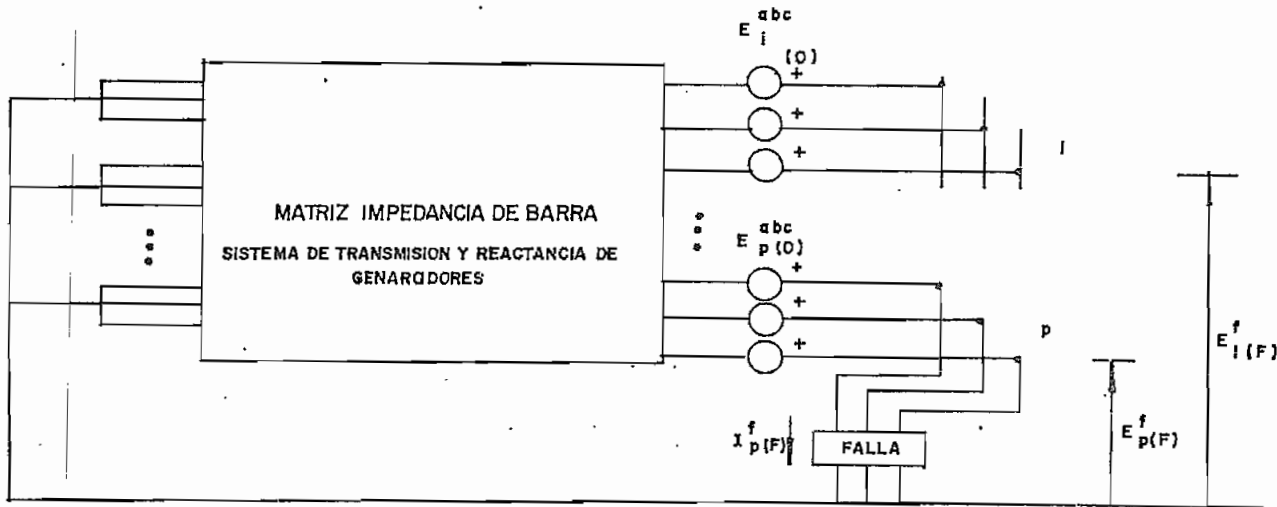 E i abc (0)
+
+
+
i
MATRIZ IMPEDANCIA DE BARRA
SISTEMA DE TRANSMISION Y REACTANCIA DE
GENARADORES
E p(0) abc
+
+
+
p
E i(F) f
E p(F) f
I p(F) f
FALLA